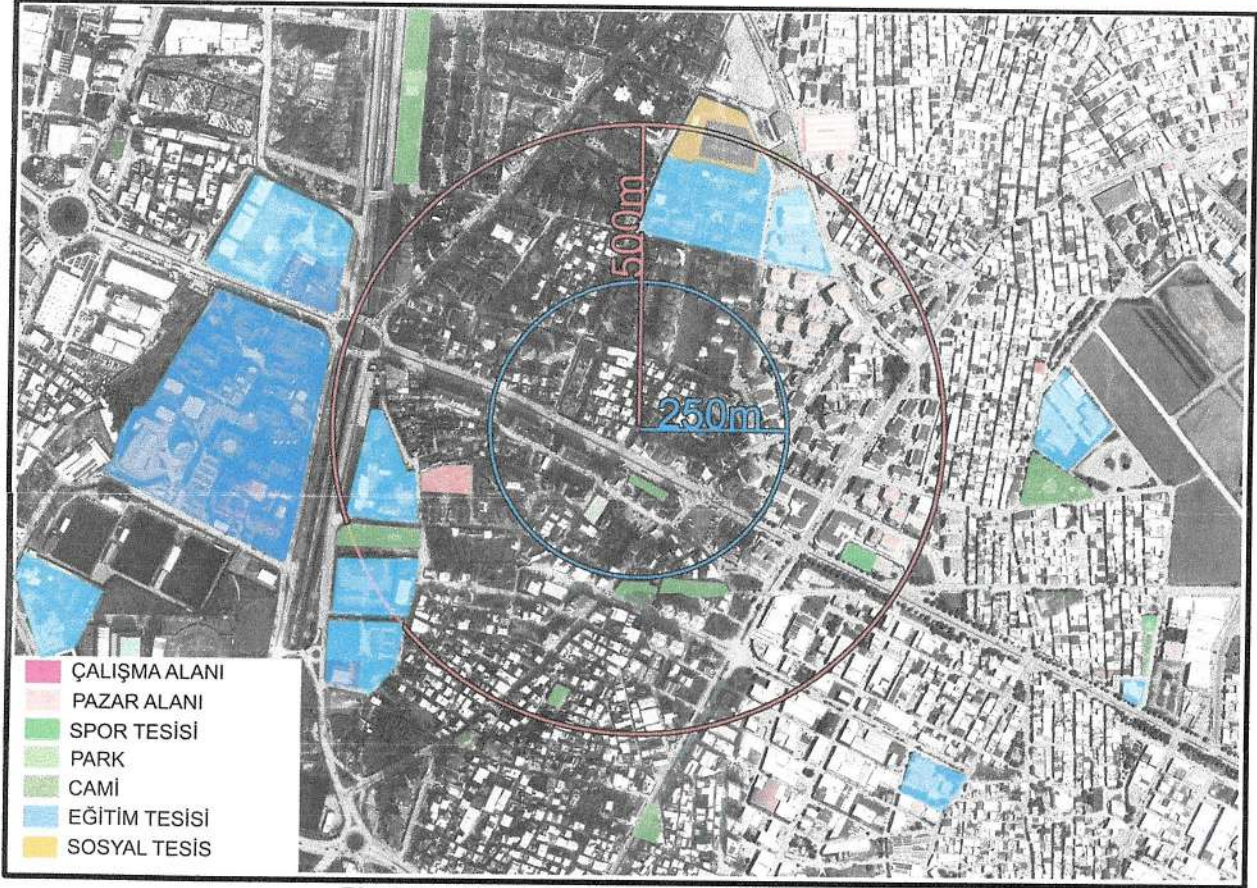 500m
250m
ÇALIŞMA ALANI
PAZAR ALANI
SPOR TESİSİ
PARK
CAMİ
EĞİTİM TESİSİ
SOSYAL TESİS